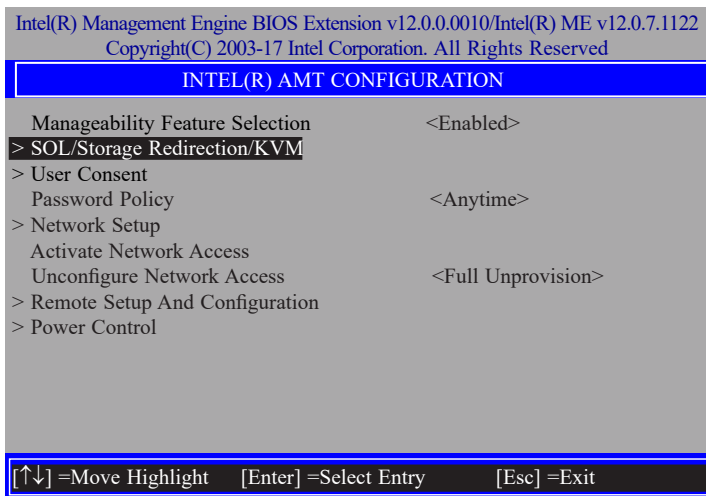 Intel(R) Management Engine BIOS Extension v12.0.0.0010/Intel(R) ME v12.0.7.1122
Copyright(C) 2003-17 Intel Corporation. All Rights Reserved
INTEL(R) AMT CONFIGURATION
Manageability Feature Selection <Enabled>
> SOL/Storage Redirection/KVM
> User Consent
Password Policy <Anytime>
> Network Setup
Activate Network Access
Unconfigure Network Access <Full Unprovision>
> Remote Setup And Configuration
> Power Control
[↑↓] =Move Highlight [Enter] =Select Entry [Esc] =Exit